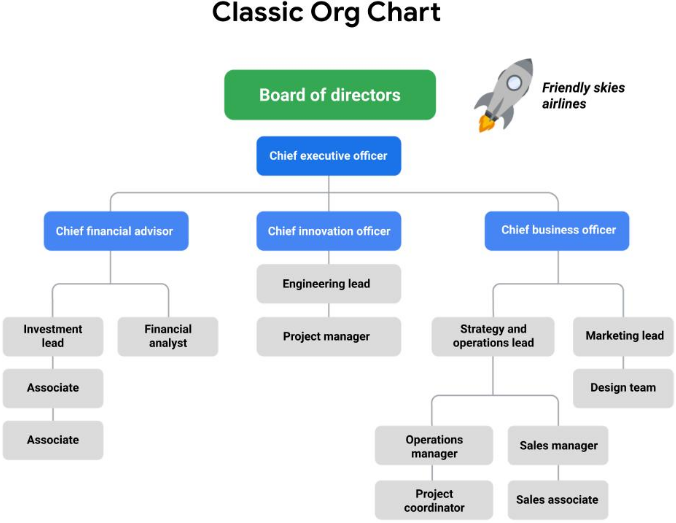 Classic Org Chart
Board of directors
Friendly skies
airlines
Chief executive officer
Chief financial advisor
Chief innovation officer
Chief business officer
Engineering lead
Investment
lead
Financial
analyst
Project manager
Strategy and
operations lead
Marketing lead
Associate
Design team
Associate
Operations
manager
Sales manager
Project
coordinator
Sales associate